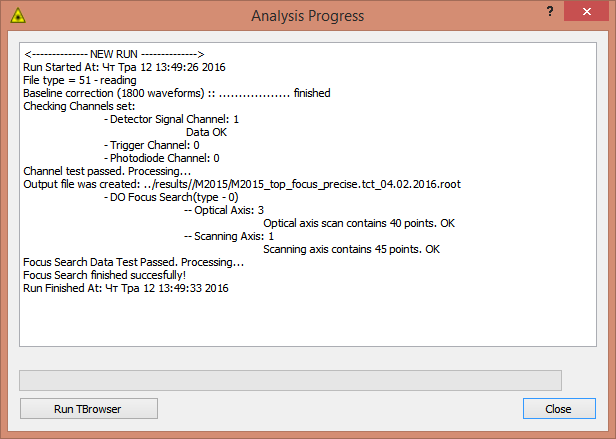 Analysis Progress
?
<-------------- NEW RUN -------------->
Run Started At: Чт Тра 12 13:49:26 2016
File type = 51 - reading
Baseline correction (1800 waveforms) :: .................. finished
Checking Channels set:
- Detector Signal Channel: 1
Data OK
- Trigger Channel: 0
- Photodiode Channel: 0
Channel test passed. Processing...
Output file was created: ../results//M2015/M2015_top_focus_precise.tct_04.02.2016.root
- DO Focus Search(type - 0)
-- Optical Axis: 3
Optical axis scan contains 40 points. OK
-- Scanning Axis: 1
Scanning axis contains 45 points. OK
Focus Search Data Test Passed. Processing...
Focus Search finished succesfully!
Run Finished At: Чт Тра 12 13:49:33 2016
Run TBrowser
Close